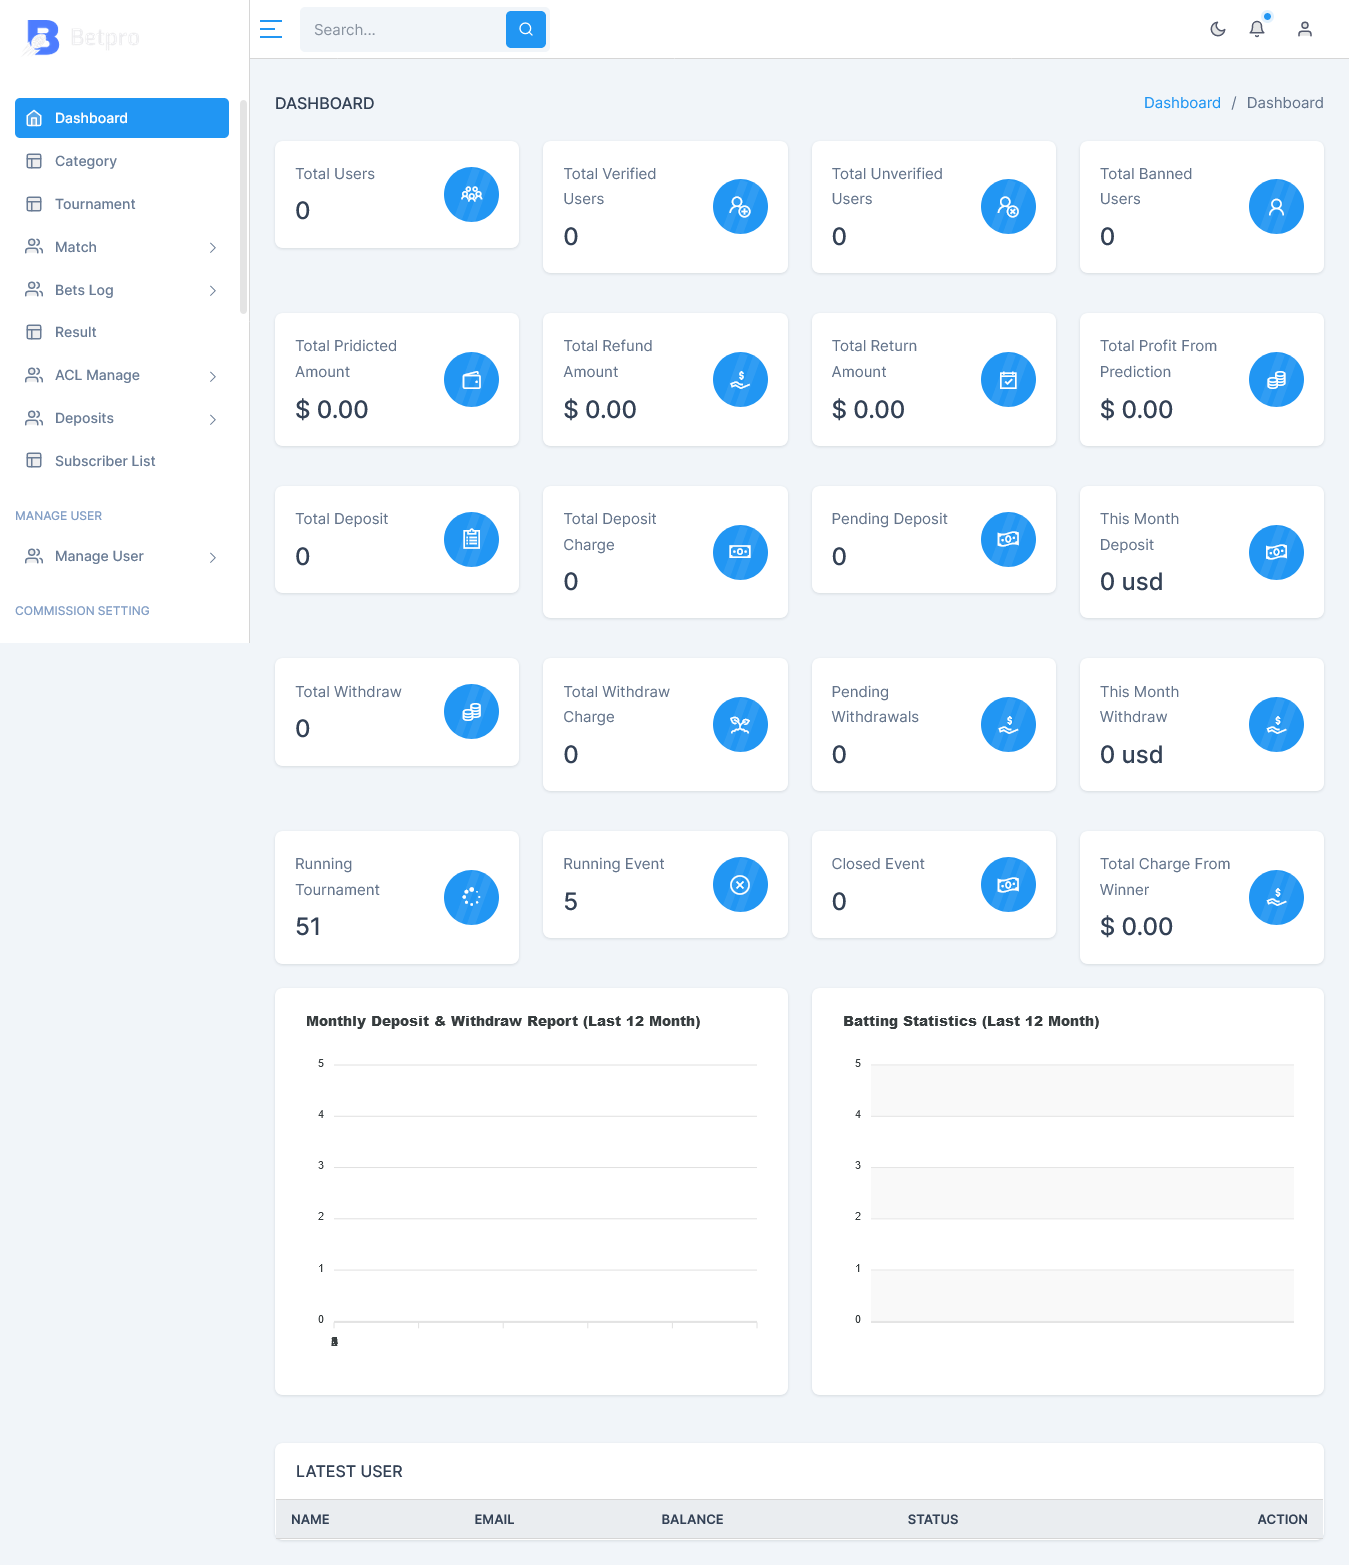 Betpro
Search...
Dashboard
Category
Tournament
Match
Bets Log
Result
ACL Manage
Deposits
Subscriber List
MANAGE USER
Manage User
COMMISSION SETTING
DASHBOARD
Dashboard / Dashboard
Total Users
0
Total Verified
Users
0
Total Unverified
Users
0
Total Banned
Users
0
Total Pridicted
Amount
$ 0.00
Total Refund
Amount
$ 0.00
Total Return
Amount
$ 0.00
Total Profit From
Prediction
$ 0.00
Total Deposit
0
Total Deposit
Charge
0
Pending Deposit
0
This Month
Deposit
0 usd
Total Withdraw
0
Total Withdraw
Charge
0
Pending
Withdrawals
0
This Month
Withdraw
0 usd
Running
Tournament
51
Running Event
5
Closed Event
0
Total Charge From
Winner
$ 0.00
Monthly Deposit & Withdraw Report (Last 12 Month)
5
4
3
2
1
0
Batting Statistics (Last 12 Month)
5
4
3
2
1
0
LATEST USER
NAME EMAIL BALANCE STATUS ACTION